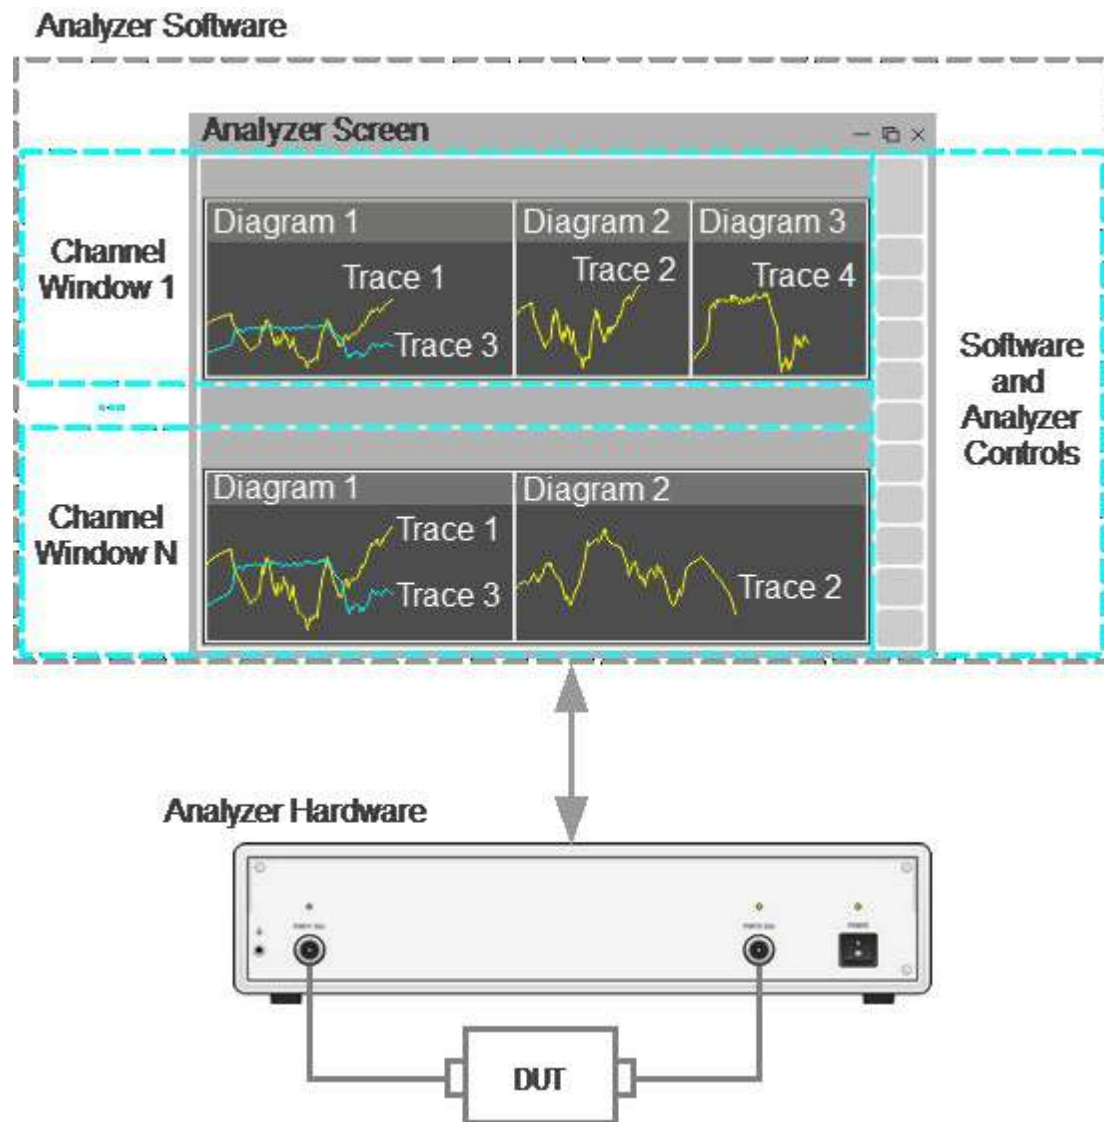 Analyzer Software
Analyzer Screen
Channel
Window 1
Diagram 1
Diagram 2
Diagram 3
Trace 1
Trace 2
Trace 4
Trace 3
Software
and
Analyzer
Controls
Channel
Window N
Diagram 1
Diagram 2
Trace 1
Trace 3
Trace 2
Analyzer Hardware
DUT